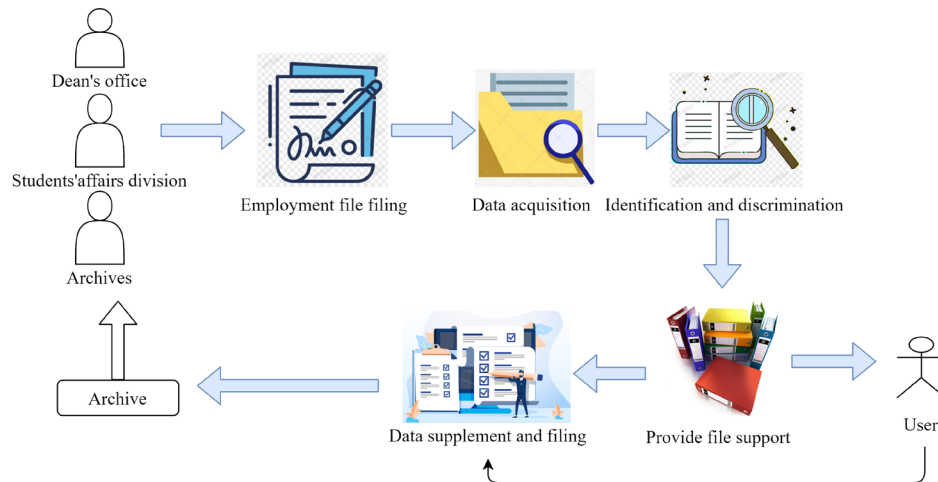 Dean's office
Students'affairs division
Archives
Employment file filing
Data acquisition
Identification and discrimination
Archive
Data supplement and filing
Provide file support
User